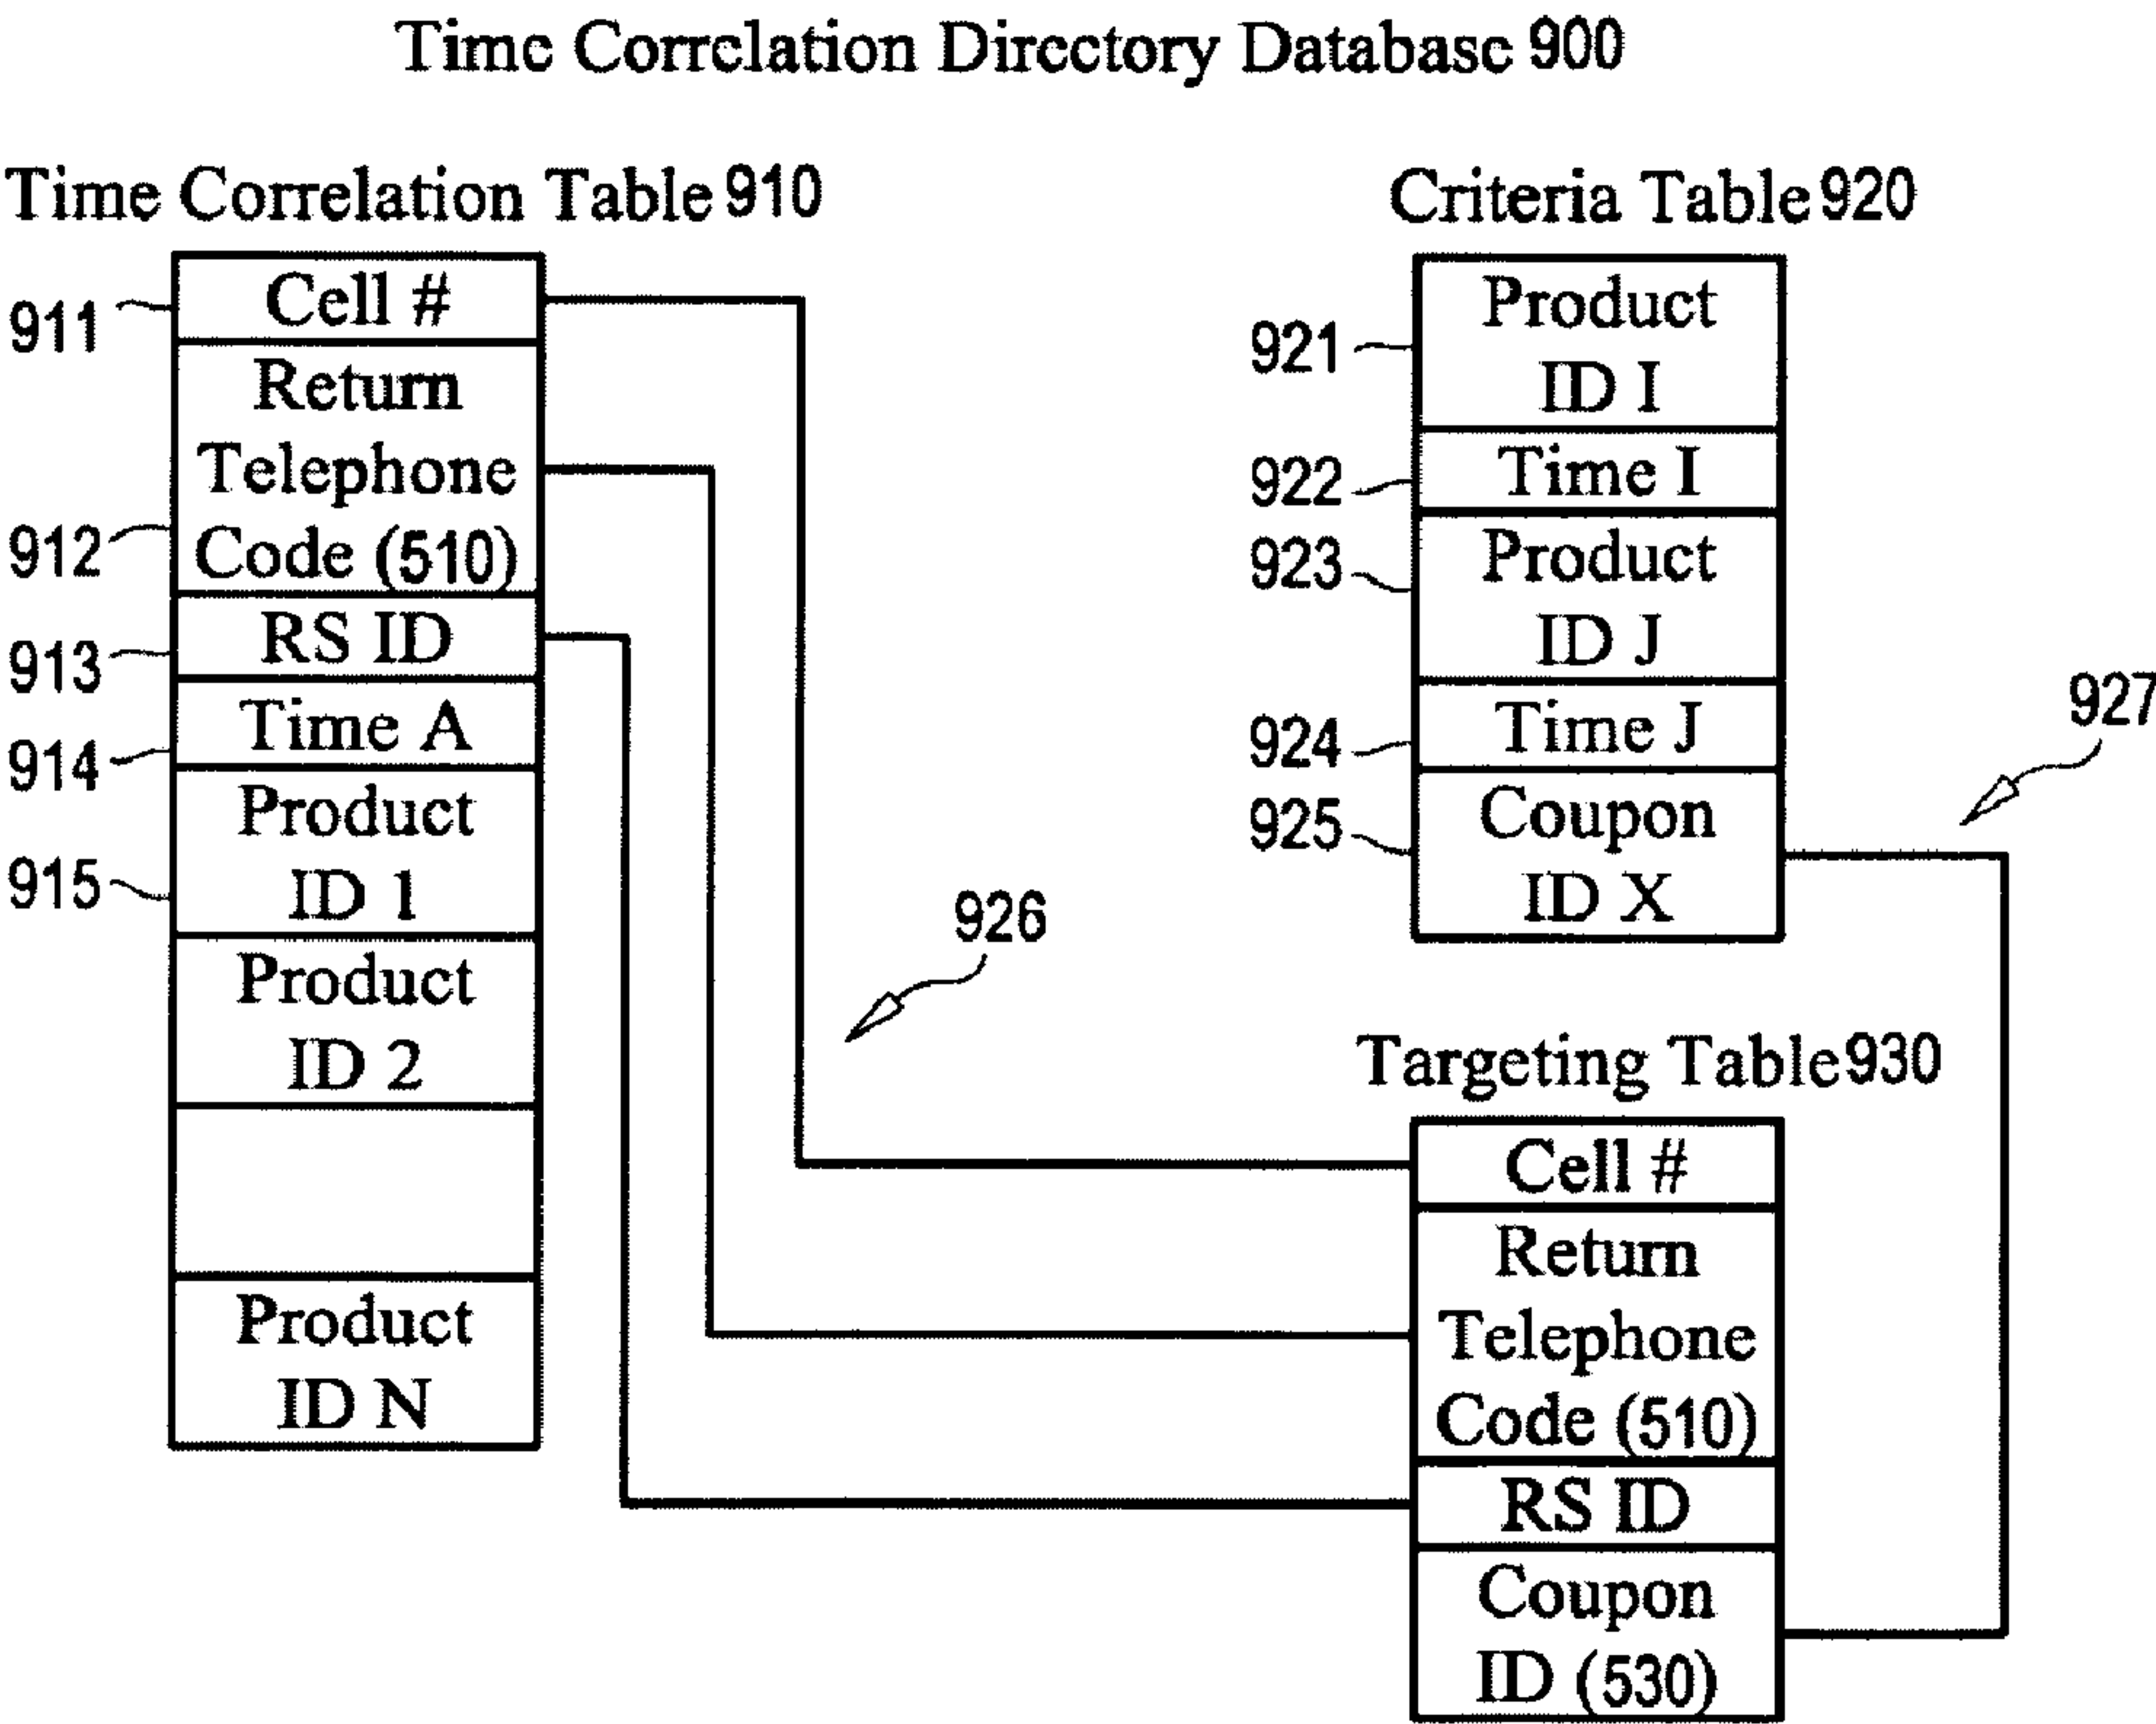 Time Correlation Directory Database 900
Time Correlation Table 910
911
Cell #
912
Return
Telephone
Code (510)
913
RS ID
914
Time A
915
Product
ID 1
Product
ID 2
Product
ID N
926
Criteria Table 920
921
Product
ID I
922
Time I
923
Product
ID J
924
Time J
925
Coupon
ID X
927
Targeting Table 930
Cell #
Return
Telephone
Code (510)
RS ID
Coupon
ID (530)